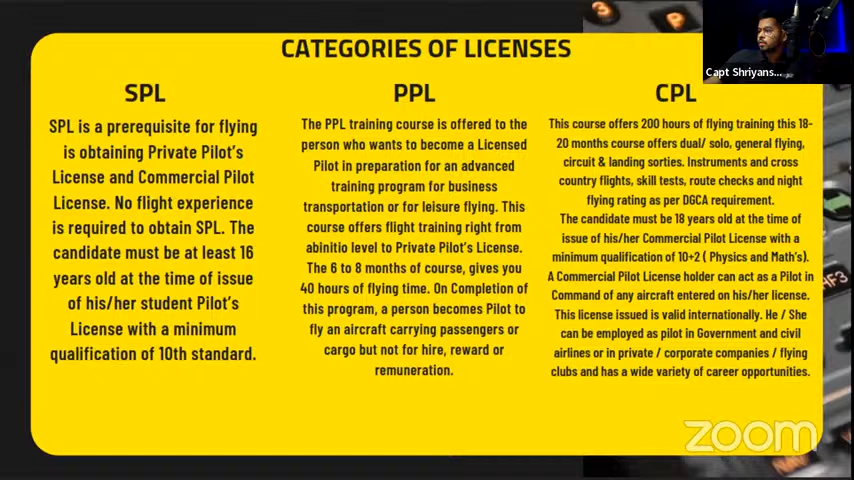 CATEGORIES OF LICENSES
Capt Shriyans...
SPL
SPL is a prerequisite for flying
is obtaining Private Pilot's
License and Commercial Pilot
License. No flight experience
is required to obtain SPL. The
candidate must be at least 16
years old at the time of issue
of his/her student Pilot's
License with a minimum
qualification of 10th standard.
PPL
The PPL training course is offered to the
person who wants to become a Licensed
Pilot in preparation for an advanced
training program for business
transportation or for leisure flying. This
course offers flight training right from
abinitio level to Private Pilot's License.
The 6 to 8 months of course, gives you
40 hours of flying time. On Completion of
this program, a person becomes Pilot to
fly an aircraft carrying passengers or
cargo but not for hire, reward or
remuneration.
CPL
This course offers 200 hours of flying training this 18-
20 months course offers dual/ solo, general flying,
circuit & landing sorties. Instruments and cross
country flights, skill tests, route checks and night
flying rating as per DGCA requirement.
The candidate must be 18 years old at the time of
issue of his/her Commercial Pilot License with a
minimum qualification of 10+2 ( Physics and Math's).
A Commercial Pilot License holder can act as a Pilot in
Command of any aircraft entered on his/her license.
This license issued is valid internationally. He / She
can be employed as pilot in Government and civil
airlines or in private / corporate companies / flying
clubs and has a wide variety of career opportunities.
HF3
zoom